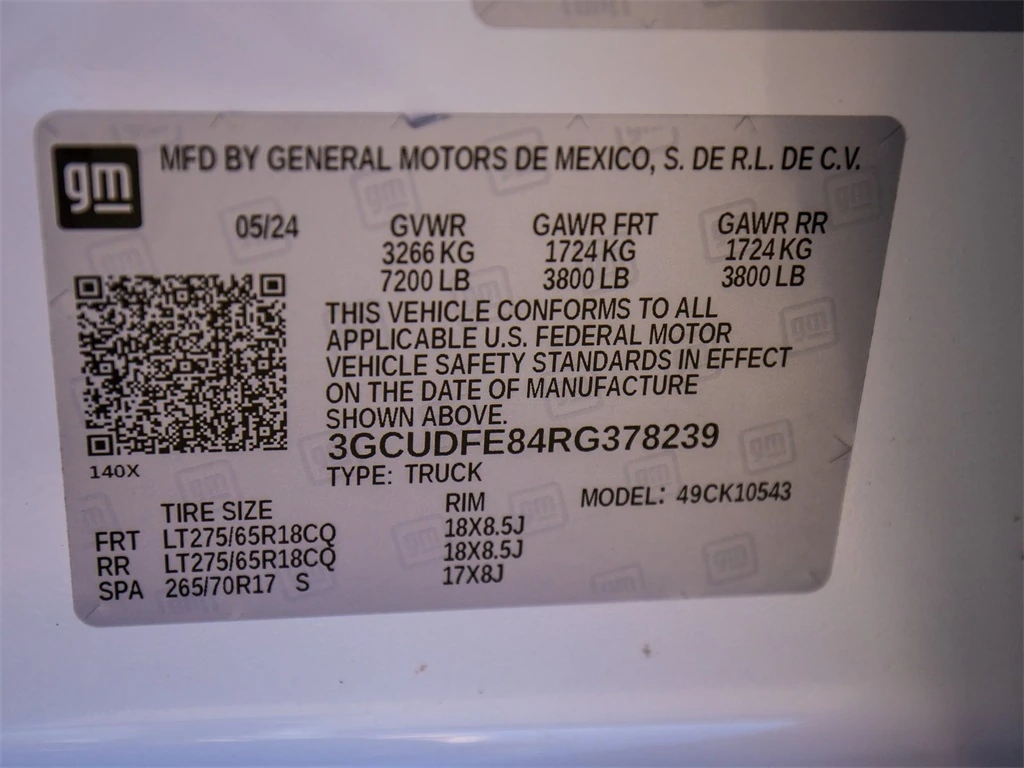 gm MFD BY GENERAL MOTORS DE MEXICO, S. DE R.L. DE C.V.
05/24 GVWR GAWR FRT GAWR RR
3266 KG 1724 KG 1724 KG
7200 LB 3800 LB 3800 LB
THIS VEHICLE CONFORMS TO ALL
APPLICABLE U.S. FEDERAL MOTOR
VEHICLE SAFETY STANDARDS IN EFFECT
ON THE DATE OF MANUFACTURE
SHOWN ABOVE.
3GCUDFE84RG378239
140X
TYPE: TRUCK
MODEL: 49CK10543
TIRE SIZE RIM
FRT LT275/65R18CQ 18X8.5J
RR LT275/65R18CQ 18X8.5J
SPA 265/70R17 S 17X8J